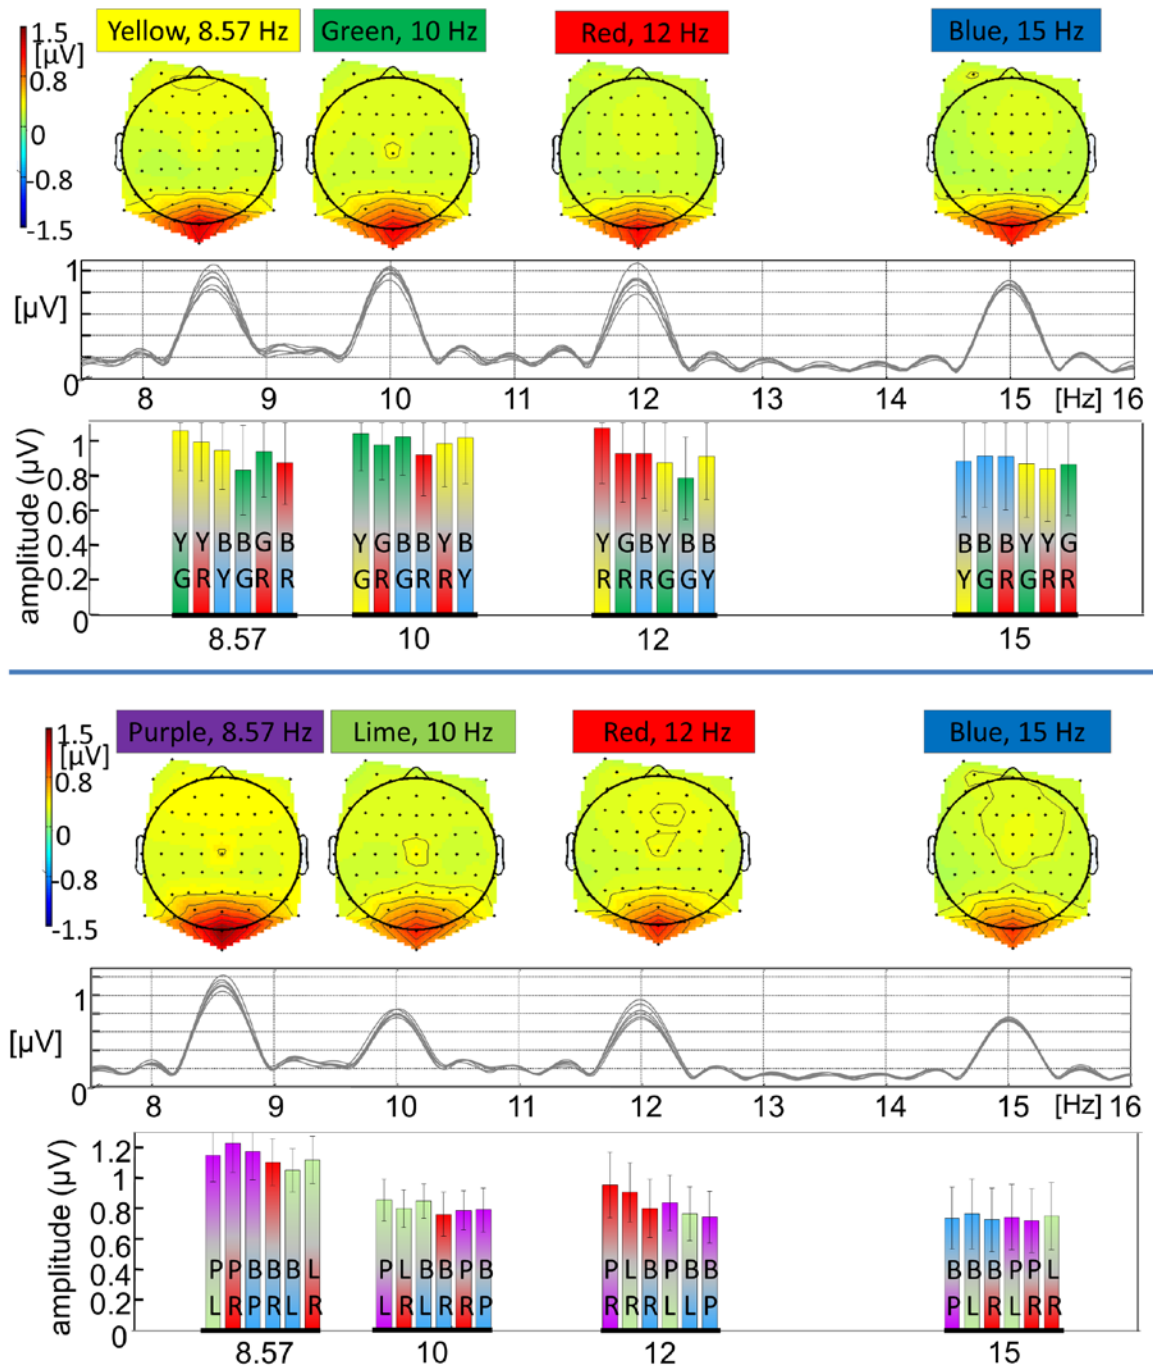 1.5 Yellow, 8.57 Hz Green, 10 Hz Red, 12 Hz Blue, 15 Hz
[μV]
0.8
0
-0.8
-1.5
1
[μV]
0
8 9 10 11 12 13 14 15 [Hz] 16
amplitude (μV)
1
0.8
0.6
0.4
0.2
0
Y Y B B G B Y G B B Y B Y G B Y B B B B B Y Y G
G R Y G R R G R G R R Y R R R G G Y Y G R G R R
8.57 10 12 15
1.5 Purple, 8.57 Hz Lime, 10 Hz Red, 12 Hz Blue, 15 Hz
[μV]
0.8
0
-0.8
-1.5
1
[μV]
0
8 9 10 11 12 13 14 15 [Hz] 16
amplitude (μV)
1.2
1
0.8
0.6
0.4
0.2
0
P P B B B L P L B B P B P L B P B B B B B P P L
L R P R L R L R L R R P R R R L L P P L R L R R
8.57 10 12 15